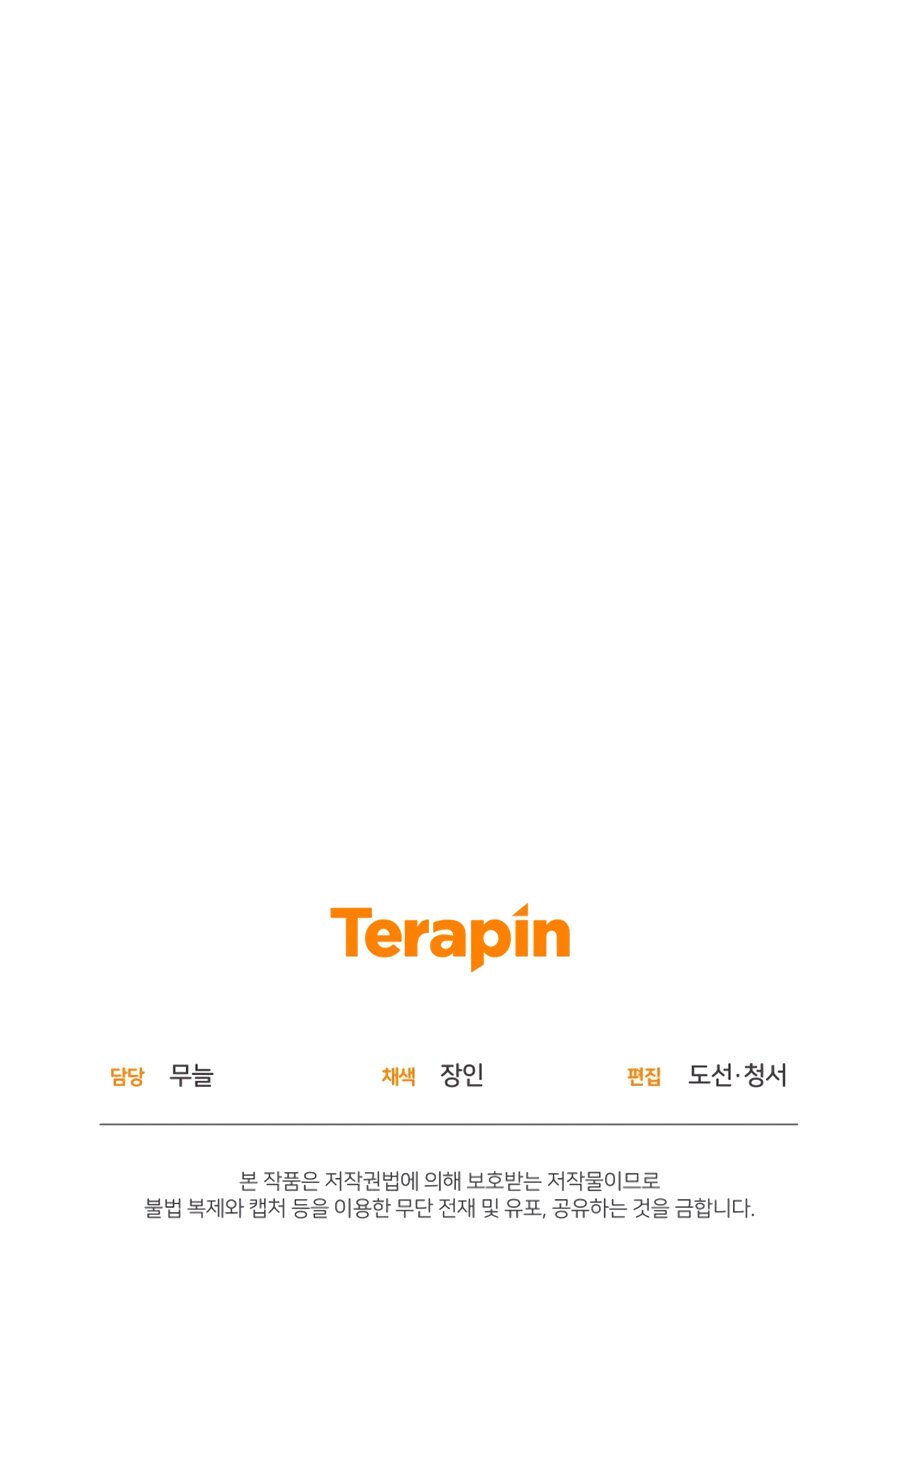 Terapin
담당 무늘 채색 장인 편집 도선·청서
본 작품은 저작권법에 의해 보호받는 저작물이므로
불법 복제와 캡처 등을 이용한 무단 전재 및 유포, 공유하는 것을 금합니다.